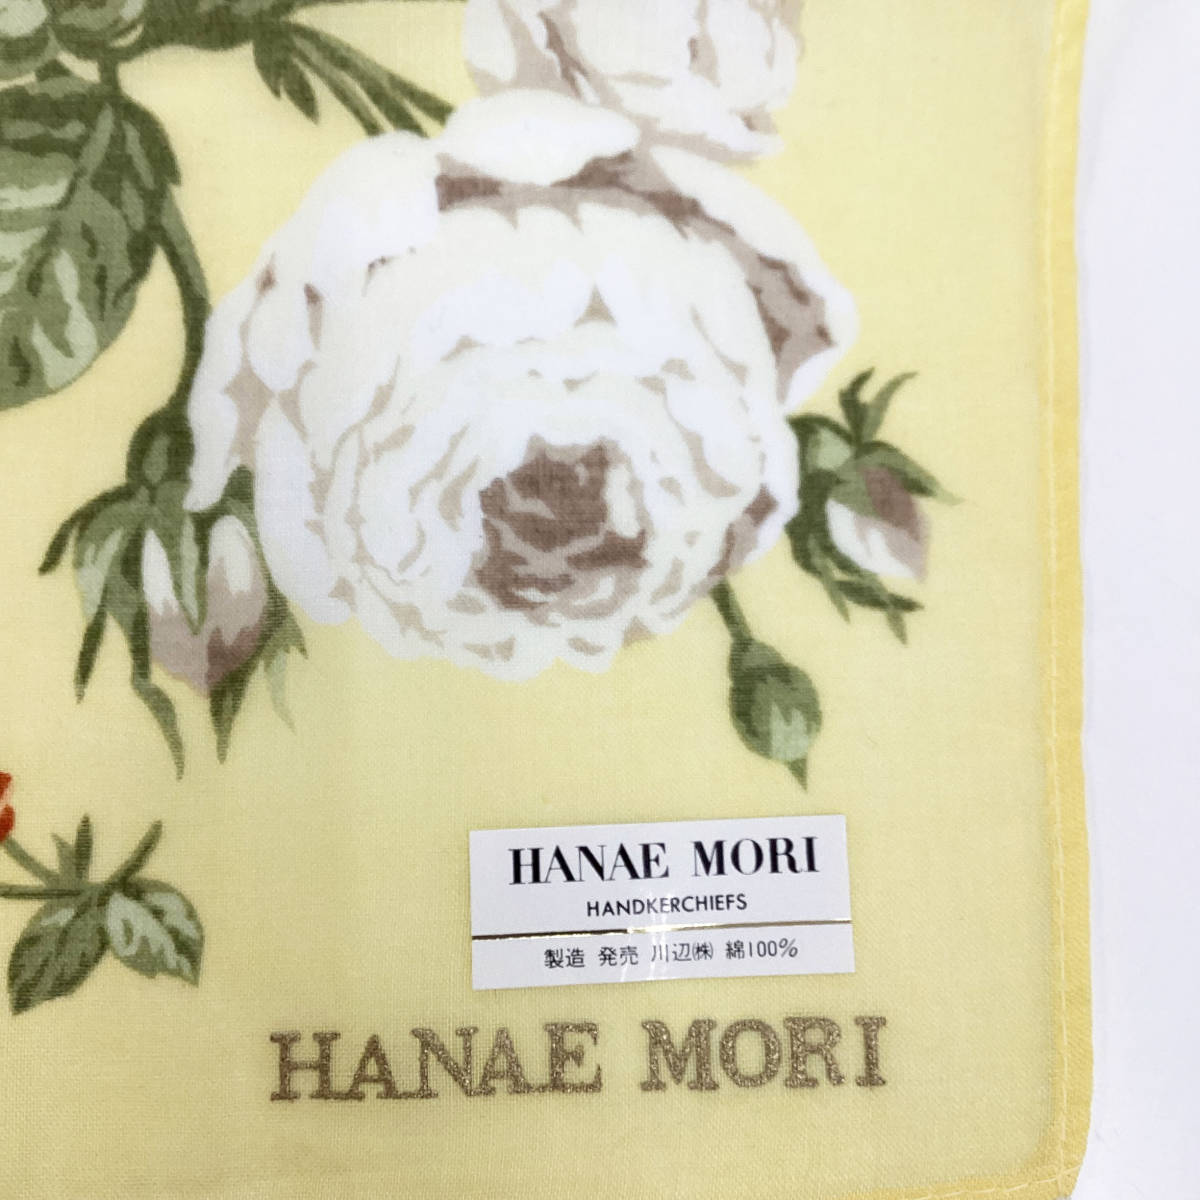 HANAE MORI
HANDKERCHIEFS
製造 発売 川辺㈱ 綿100%
HANAE MORI